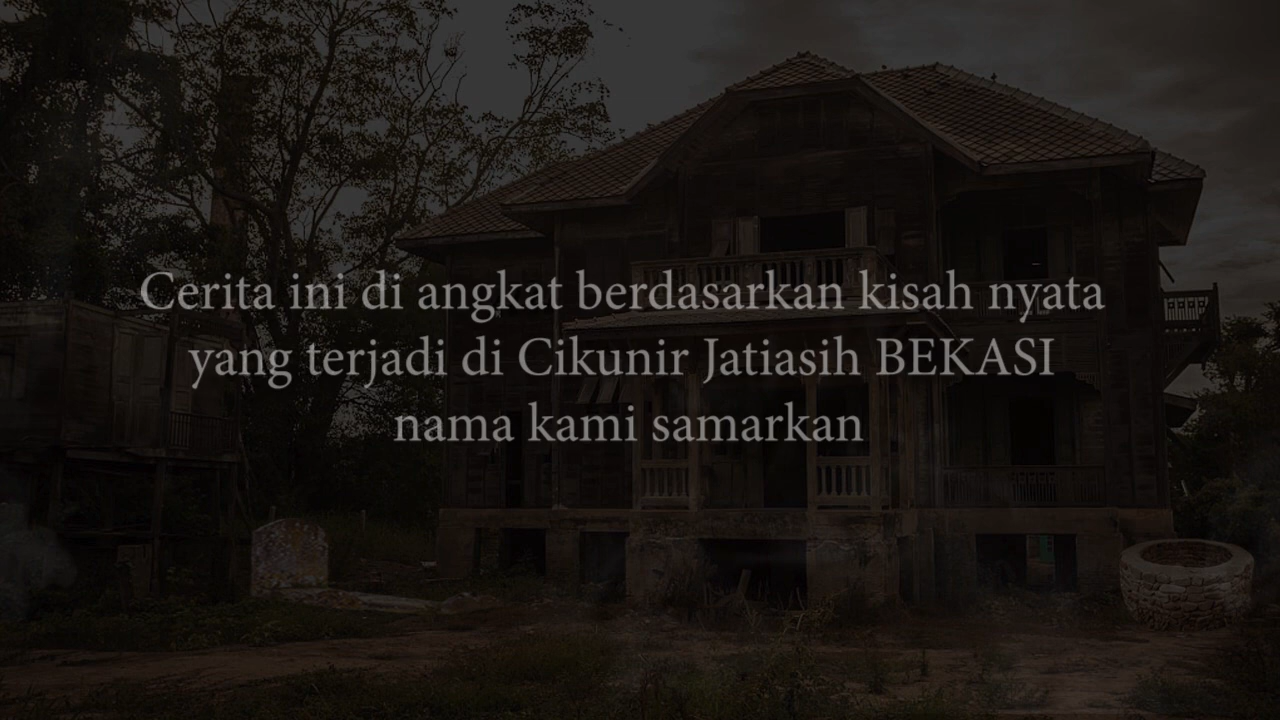 Cerita ini di angkat berdasarkan kisah nyata
yang terjadi di Cikunir Jatiasih BEKASI
nama kami samarkan